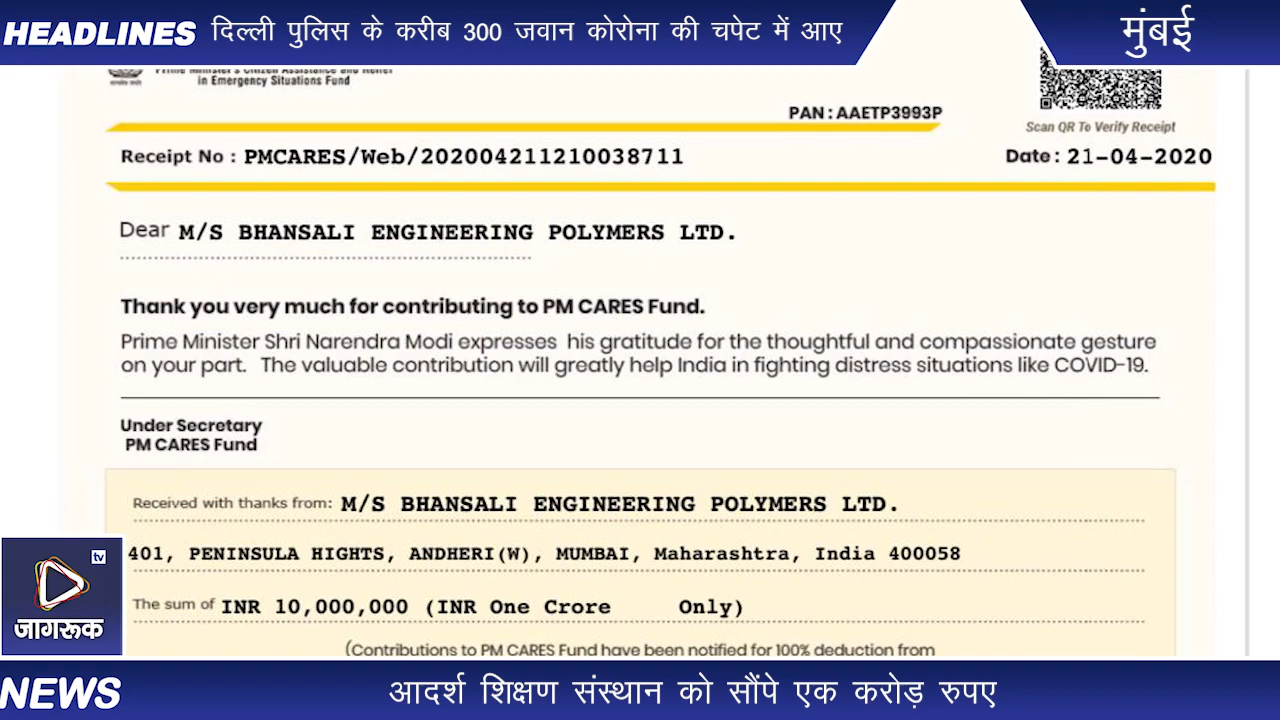 HEADLINES दिल्ली पुलिस के करीब 300 जवान कोरोना की चपेट में आए
मुंबई
Prime Minister's Citizen Assistance and Relief
in Emergency Situations Fund
PAN : AAETP3993P
Scan QR To Verify Receipt
Receipt No : PMCARES/Web/202004211210038711
Date : 21-04-2020
Dear M/S BHANSALI ENGINEERING POLYMERS LTD.
Thank you very much for contributing to PM CARES Fund.
Prime Minister Shri Narendra Modi expresses his gratitude for the thoughtful and compassionate gesture
on your part. The valuable contribution will greatly help India in fighting distress situations like COVID-19.
Under Secretary
PM CARES Fund
Received with thanks from: M/S BHANSALI ENGINEERING POLYMERS LTD.
401, PENINSULA HIGHTS, ANDHERI(W), MUMBAI, Maharashtra, India 400058
The sum of INR 10,000,000 (INR One Crore Only)
(Contributions to PM CARES Fund have been notified for 100% deduction from
tv
जागरूक
NEWS आदर्श शिक्षण संस्थान को सौंपे एक करोड़ रुपए